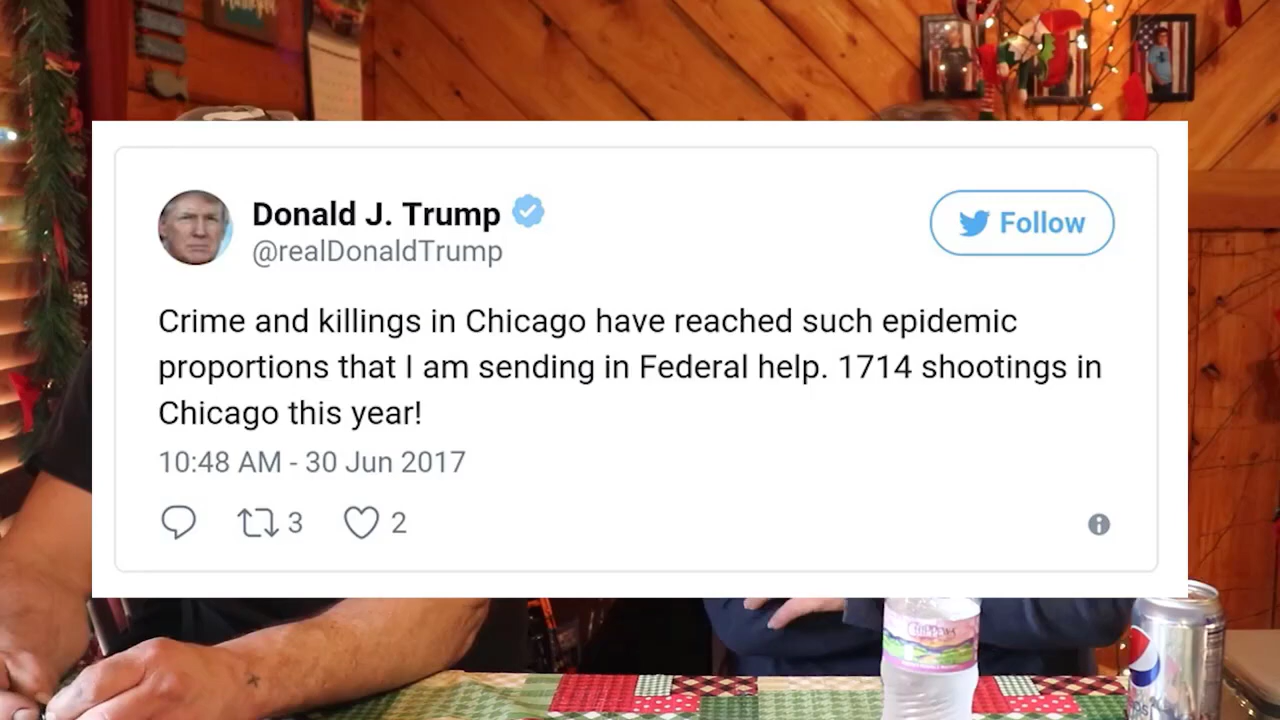 Donald J. Trump
Follow
@realDonaldTrump
Crime and killings in Chicago have reached such epidemic
proportions that I am sending in Federal help. 1714 shootings in
Chicago this year!
10:48 AM - 30 Jun 2017
3
2